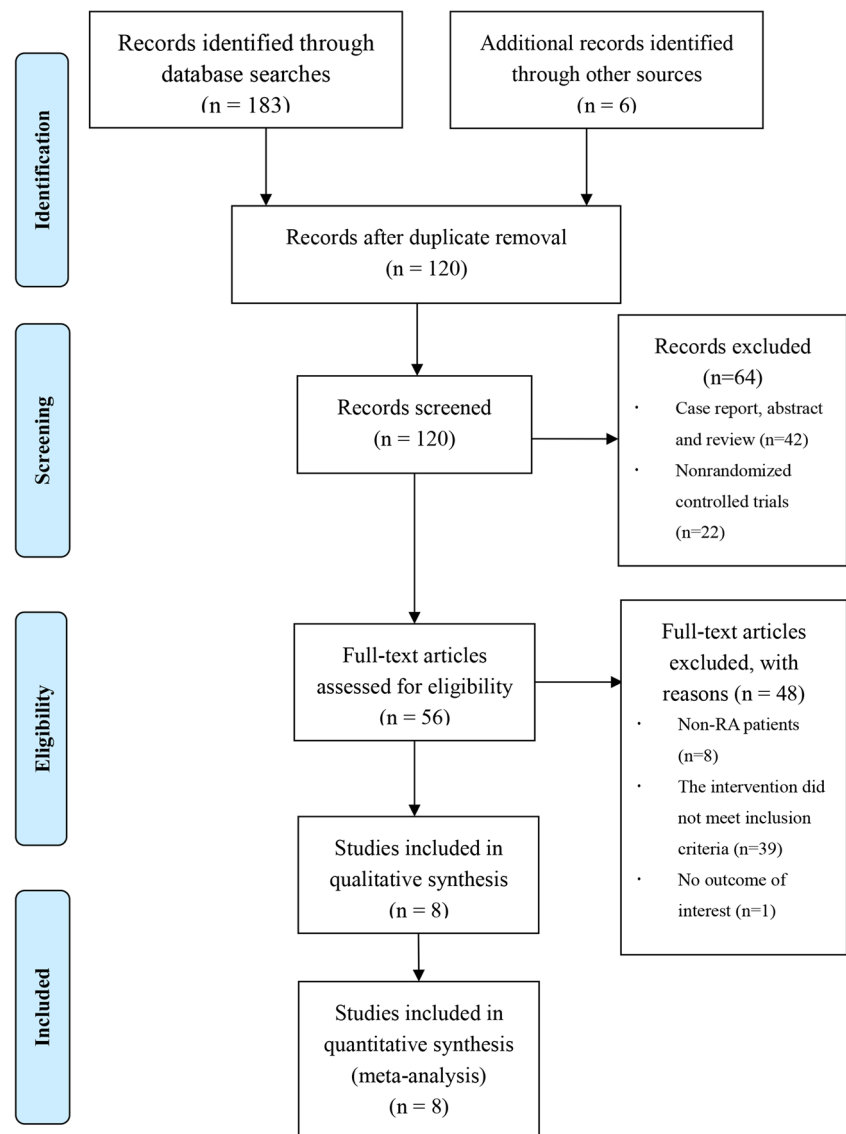 Records identified through
database searches
(n = 183)
Additional records identified
through other sources
(n = 6)
Identification
Records after duplicate removal
(n = 120)
Screening
Records screened
(n = 120)
Records excluded
(n=64)
· Case report, abstract
and review (n=42)
· Nonrandomized
controlled trials
(n=22)
Eligibility
Full-text articles
assessed for eligibility
(n = 56)
Full-text articles
excluded, with
reasons (n = 48)
· Non-RA patients
(n=8)
· The intervention did
not meet inclusion
criteria (n=39)
· No outcome of
interest (n=1)
Studies included in
qualitative synthesis
(n = 8)
Included
Studies included in
quantitative synthesis
(meta-analysis)
(n = 8)